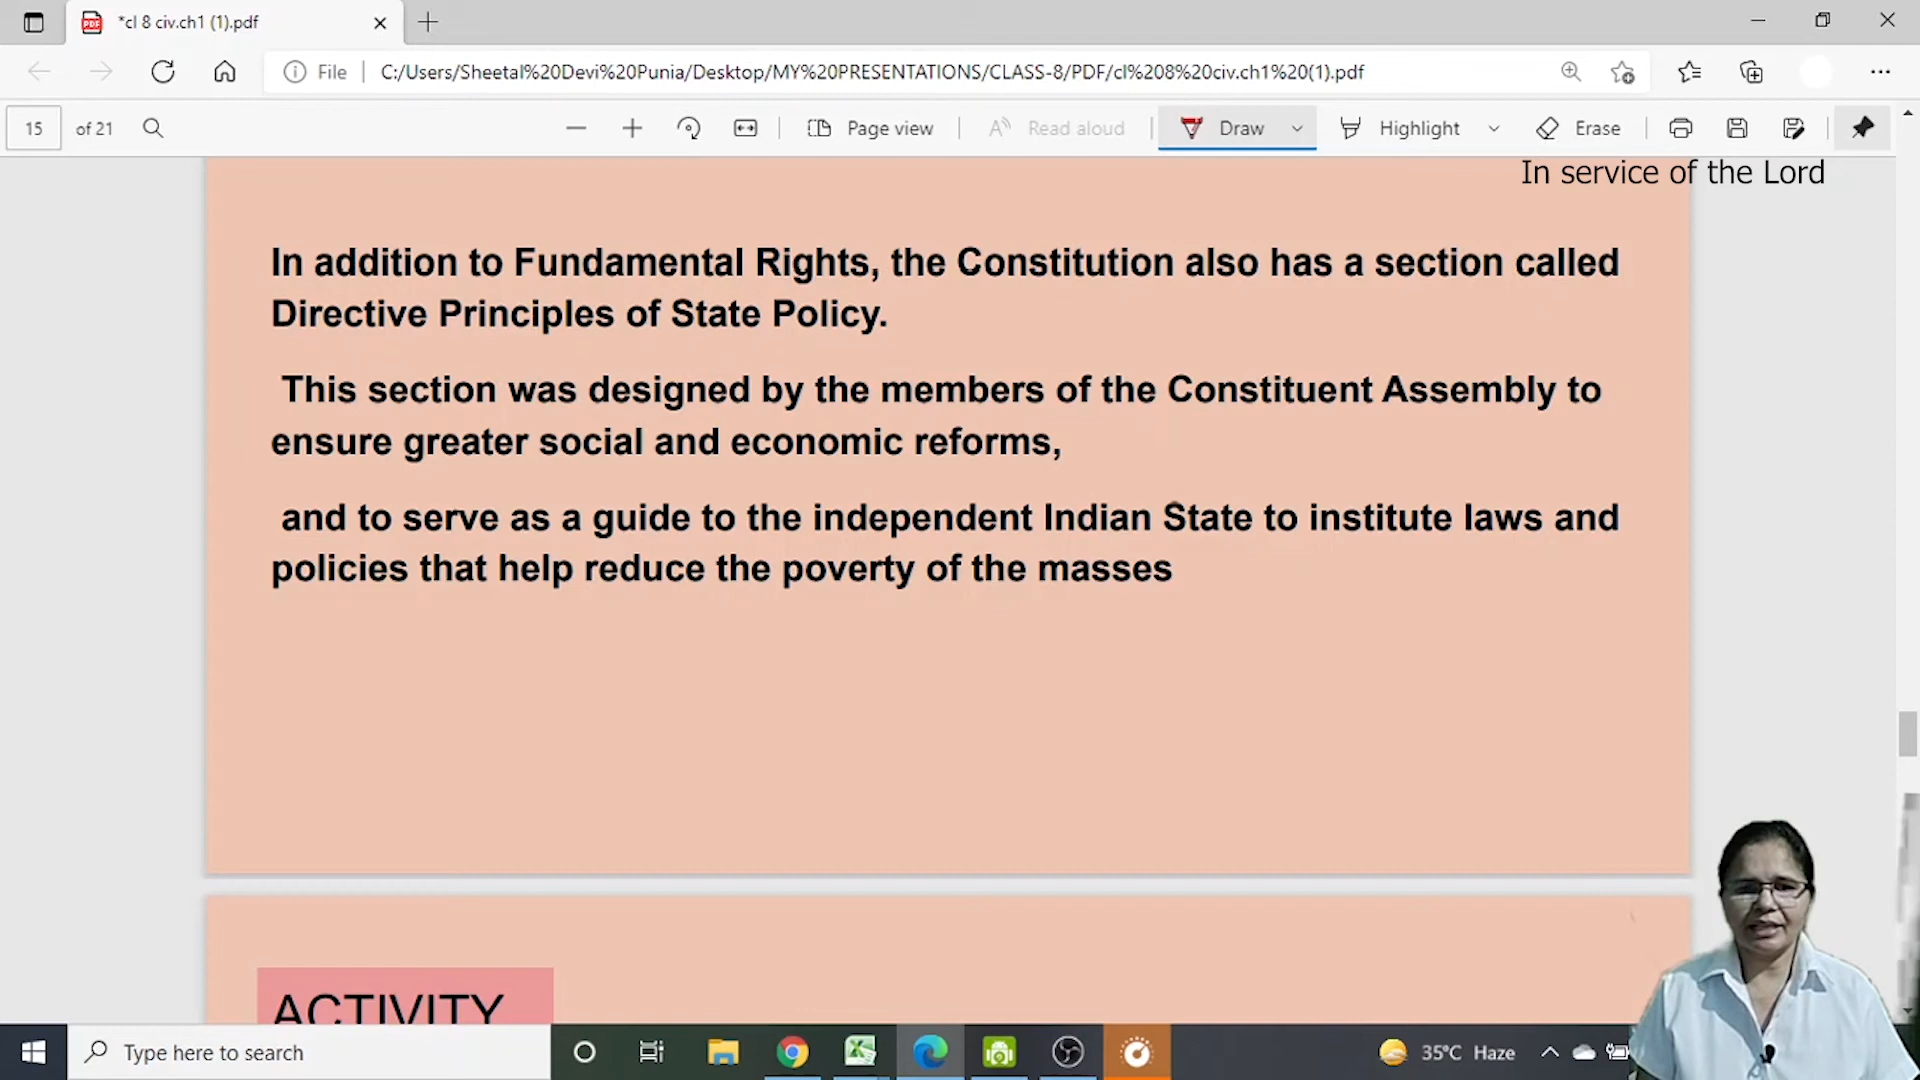 *cl 8 civ.ch1 (1).pdf
File
C:/Users/Sheetal%20Devi%20Punia/Desktop/MY%20PRESENTATIONS/CLASS-8/PDF/cl%208%20civ.ch1%20(1).pdf
15 of 21
Page view
Read aloud
Draw
Highlight
Erase
In service of the Lord
In addition to Fundamental Rights, the Constitution also has a section called
Directive Principles of State Policy.
This section was designed by the members of the Constituent Assembly to
ensure greater social and economic reforms,
and to serve as a guide to the independent Indian State to institute laws and
policies that help reduce the poverty of the masses
ACTIVITY
Type here to search
35°C Haze